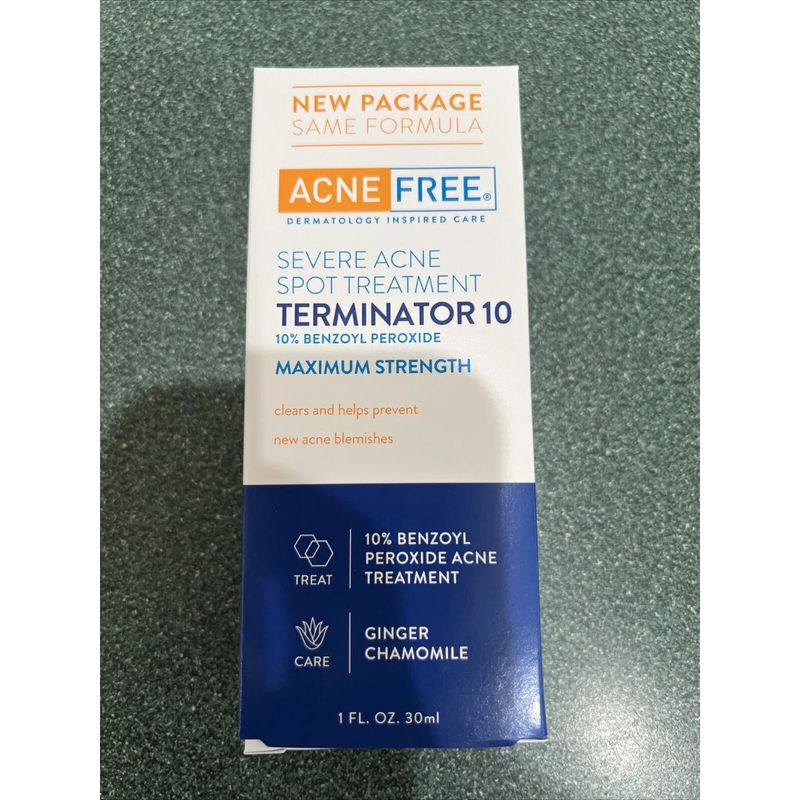 NEW PACKAGE
SAME FORMULA
ACNE FREE®
DERMATOLOGY INSPIRED CARE
SEVERE ACNE
SPOT TREATMENT
TERMINATOR 10
10% BENZOYL PEROXIDE
MAXIMUM STRENGTH
clears and helps prevent
new acne blemishes
TREAT
10% BENZOYL
PEROXIDE ACNE
TREATMENT
CARE
GINGER
CHAMOMILE
1 FL. OZ. 30ml